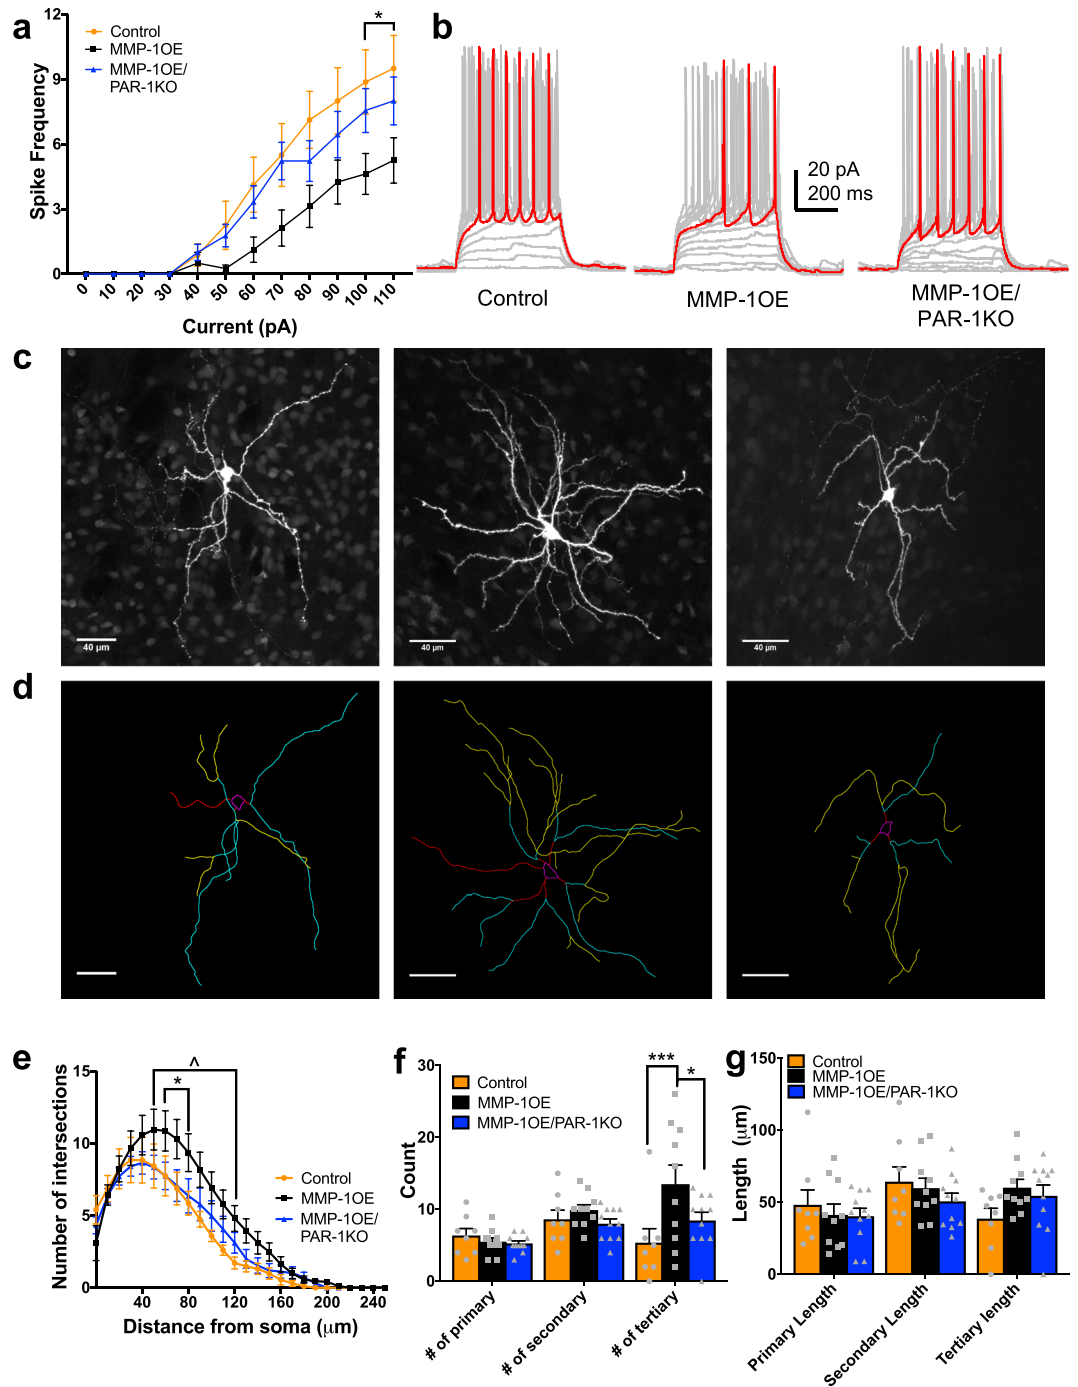 a
12
9
6
3
0
Spike Frequency
Control
MMP-1OE
MMP-1OE/
PAR-1KO
*
0
10
20
30
40
50
60
70
80
90
100
110
Current (pA)
b
20 pA
200 ms
Control
MMP-1OE
MMP-1OE/
PAR-1KO
c
40 µm
40 µm
40 µm
d
e
15
10
5
0
Number of intersections
^
*
Control
MMP-1OE
MMP-1OE/
PAR-1KO
40
80
120
160
200
240
Distance from soma (µm)
f
30
20
10
0
Count
Control
MMP-1OE
MMP-1OE/PAR-1KO
***
*
# of primary
# of secondary
# of tertiary
g
150
100
50
0
Length (µm)
Control
MMP-1OE
MMP-1OE/PAR-1KO
Primary Length
Secondary Length
Tertiary length